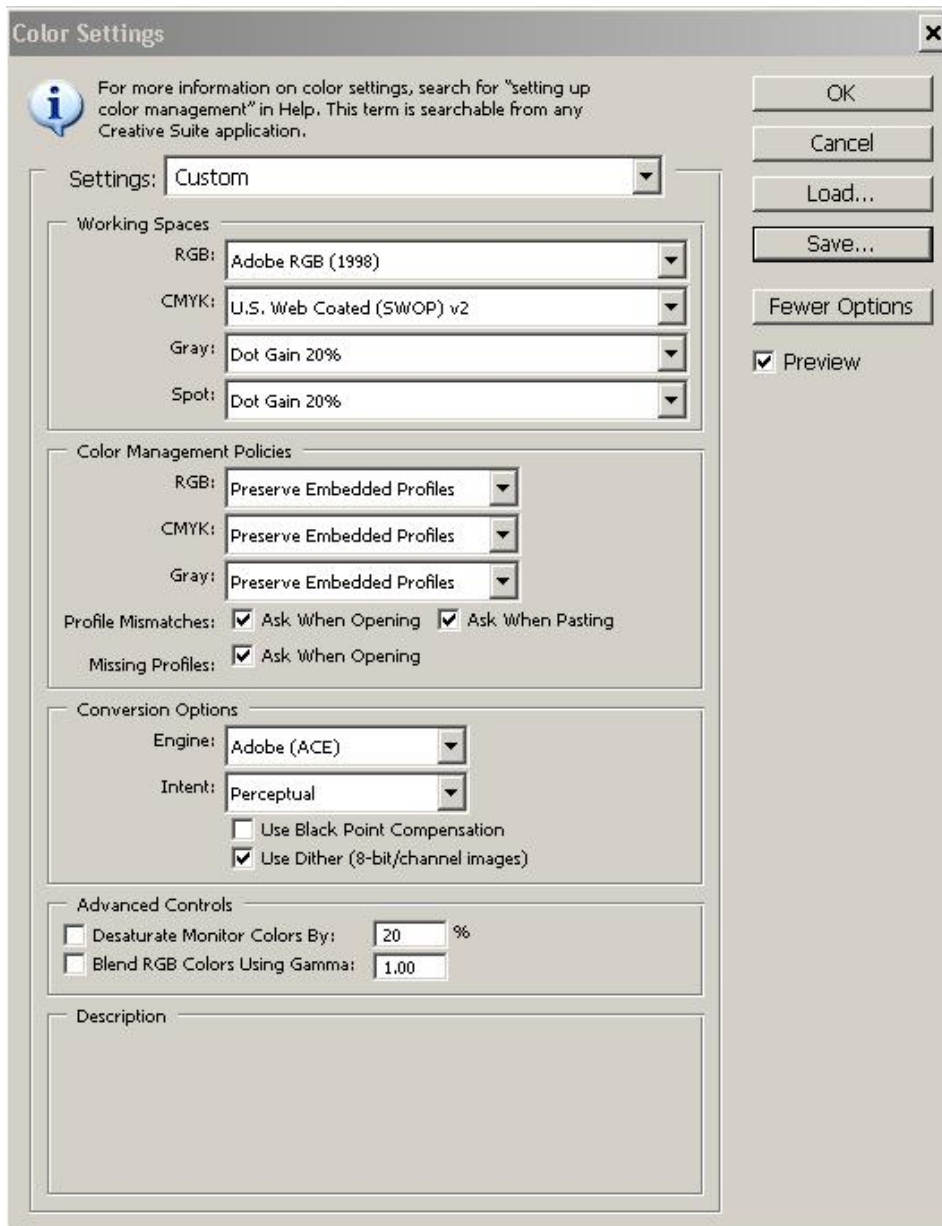 Color Settings
For more information on color settings, search for "setting up
color management" in Help. This term is searchable from any
Creative Suite application.
OK
Cancel
Load...
Save...
Fewer Options
Preview
Settings: Custom
Working Spaces
RGB: Adobe RGB (1998)
CMYK: U.S. Web Coated (SWOP) v2
Gray: Dot Gain 20%
Spot: Dot Gain 20%
Color Management Policies
RGB: Preserve Embedded Profiles
CMYK: Preserve Embedded Profiles
Gray: Preserve Embedded Profiles
Profile Mismatches: Ask When Opening Ask When Pasting
Missing Profiles: Ask When Opening
Conversion Options
Engine: Adobe (ACE)
Intent: Perceptual
Use Black Point Compensation
Use Dither (8-bit/channel images)
Advanced Controls
Desaturate Monitor Colors By: 20 %
Blend RGB Colors Using Gamma: 1.00
Description